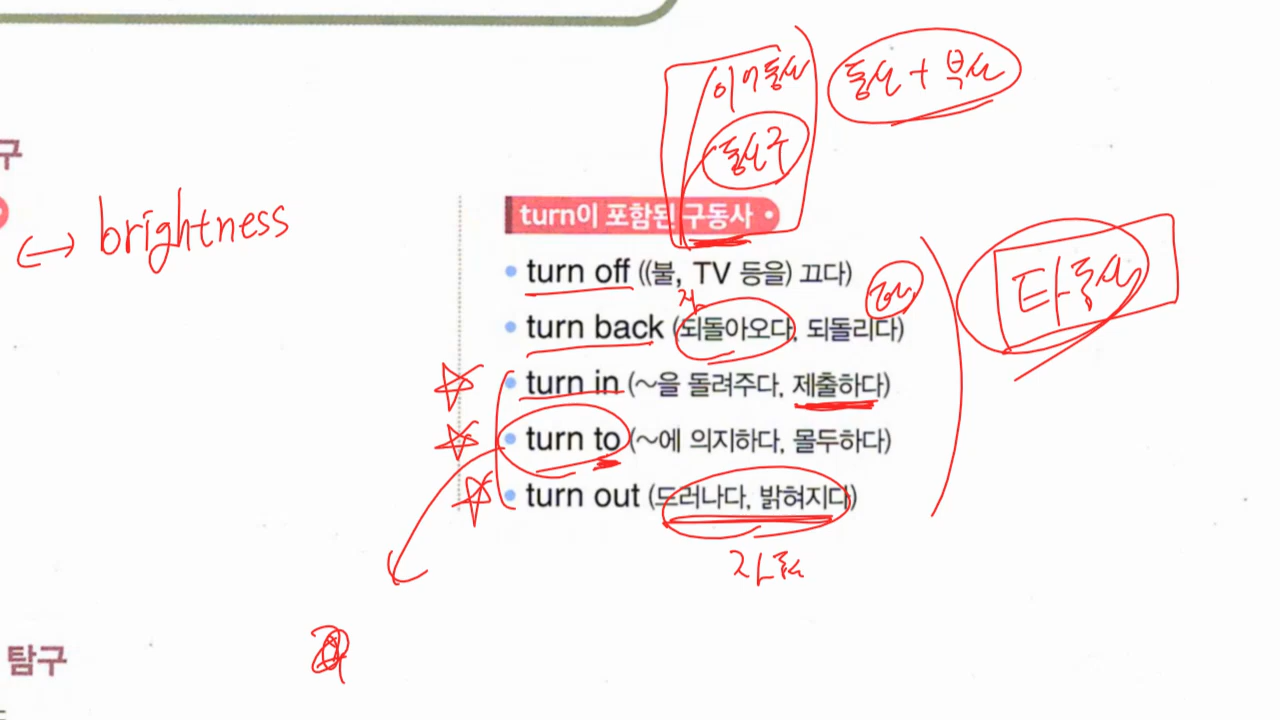 이어동사 동사 +부사
동사구
구
↔ brightness
turn이 포함된 구동사
• turn off ((불, TV 등을) 끄다)
타동사
자
• turn back (되돌아오다, 되돌리다)
• turn in (~을 돌려주다, 제출하다)
• turn to (~에 의지하다, 몰두하다)
• turn out (드러나다, 밝혀지다)
자동
탐구